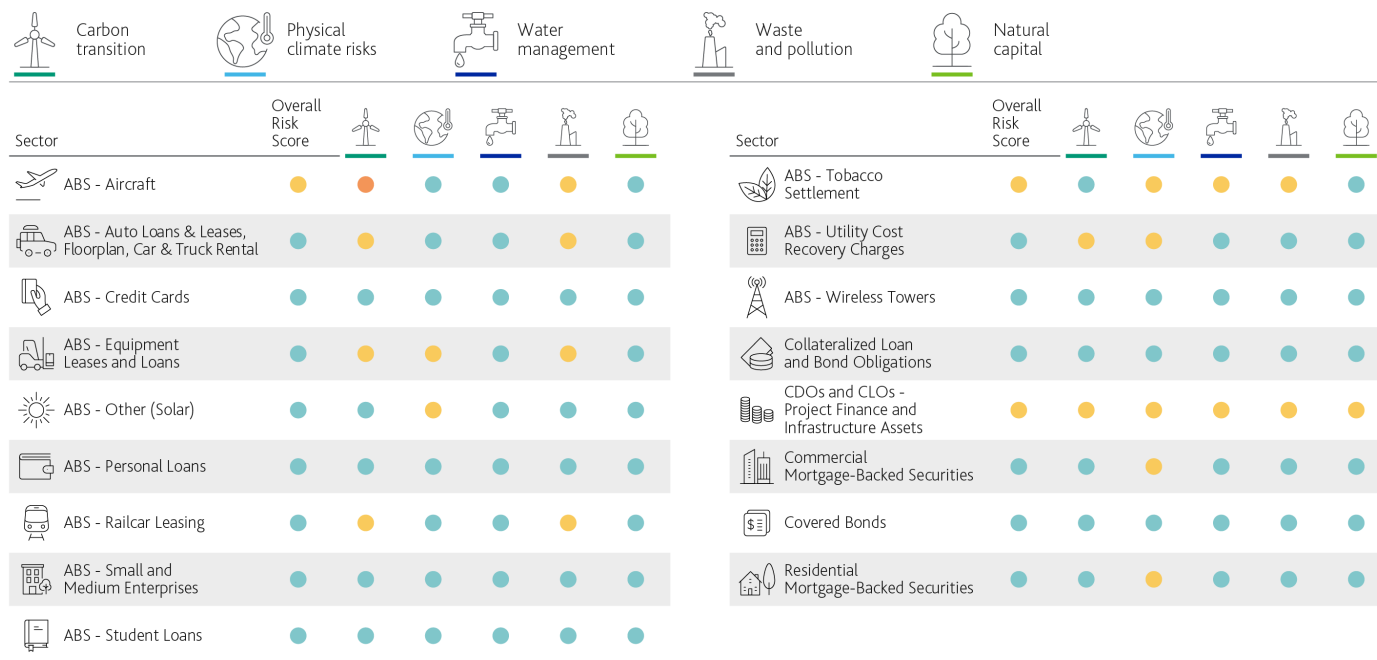 Carbon
transition
Physical
climate risks
Water
management
Waste
and pollution
Natural
capital
Sector
Overall
Risk
Score
ABS - Aircraft
ABS - Auto Loans & Leases,
Floorplan, Car & Truck Rental
ABS - Credit Cards
ABS - Equipment
Leases and Loans
ABS - Other (Solar)
ABS - Personal Loans
ABS - Railcar Leasing
ABS - Small and
Medium Enterprises
ABS - Student Loans
Sector
Overall
Risk
Score
ABS - Tobacco
Settlement
ABS - Utility Cost
Recovery Charges
ABS - Wireless Towers
Collateralized Loan
and Bond Obligations
CDOs and CLOs -
Project Finance and
Infrastructure Assets
Commercial
Mortgage-Backed Securities
$
Covered Bonds
Residential
Mortgage-Backed Securities